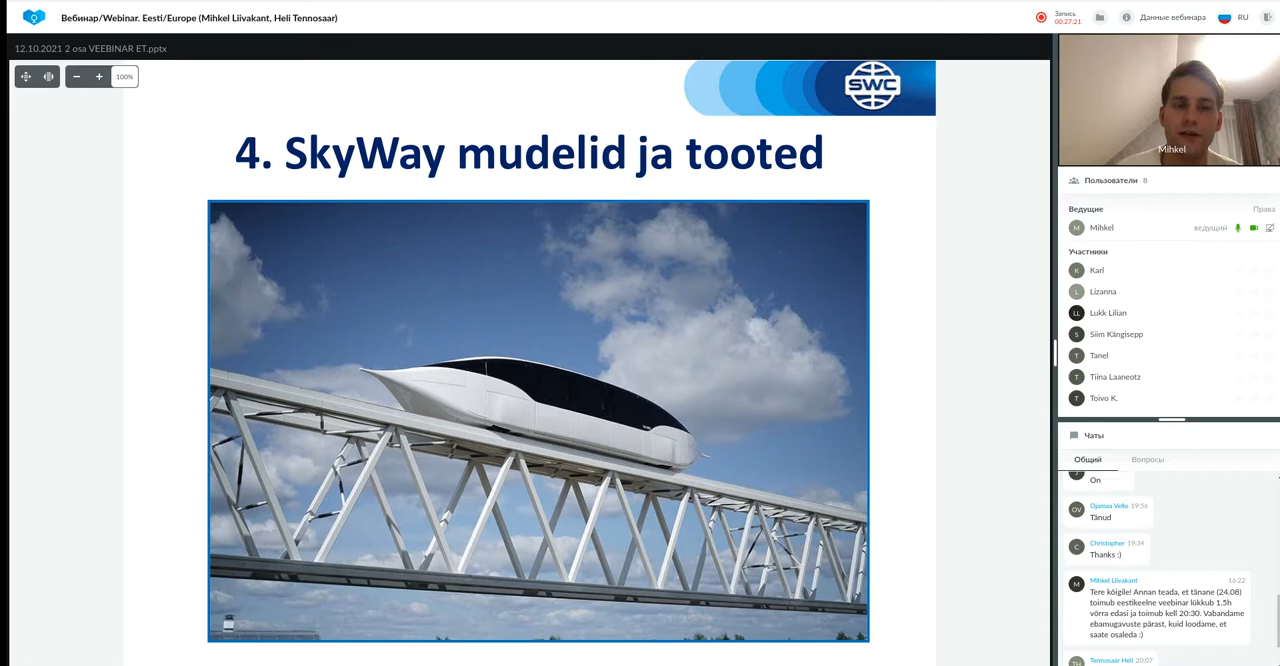 Вебинар/Webinar. Eesti/Europe (Mihkel Liivakant, Heli Tennosaar)
Запись
00:27:21
Данные вебинара
RU
12.10.2021 2 osa VEEBINAR ET.pptx
100%
SWC
4. SkyWay mudelid ja tooted
Mihkel
Пользователи 8
Ведущие
Права
M Mihkel ведущий
Участники
K Karl
L Lizanna
LL Lukk Lilian
S Siim Kängisepp
T Tanel
T Tiina Laaneotz
T Toivo K.
Чаты
Общий Вопросы
On
OV Ojamaa Vello 19:56
Tänud
C Christopher 19:34
Thanks :)
M Mihkel Liivakant 16:22
Tere kõigile! Annan teada, et tänane (24.08)
toimub eestikeelne veebinar lükkub 1.5h
võrra edasi ja toimub kell 20:30. Vabandame
ebamugavuste pärast, kuid loodame, et
saate osaleda :)
TH Tennosaar Heli 20:07